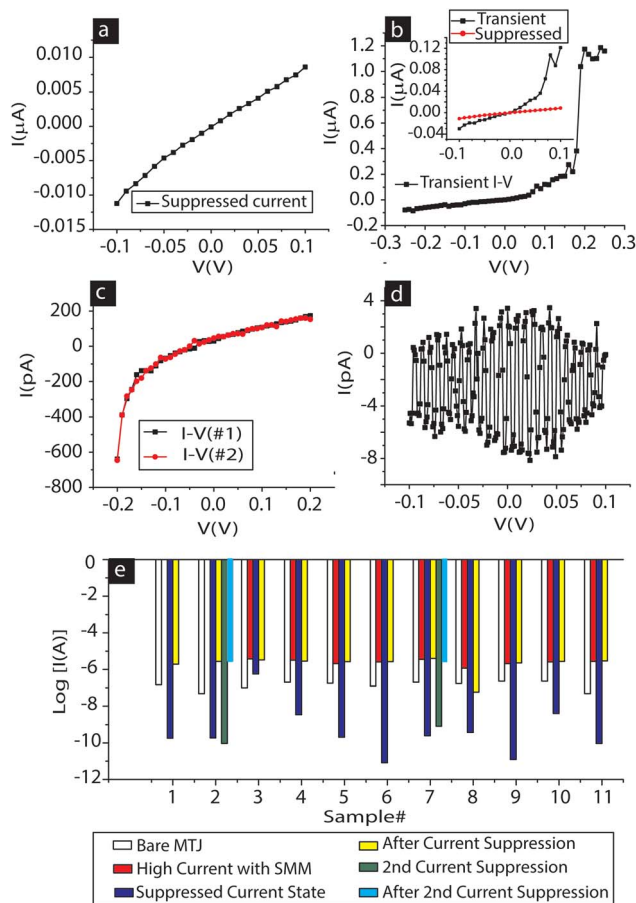 a
0.010
0.005
0.000
-0.005
-0.010
-0.015
I(μA)
Suppressed current
-0.1
0.05
0.0
0.05
0.1
V(V)
b
1.2
1.0
0.8
0.6
0.4
0.2
0.0
0.2
I(μA)
Transient
Suppressed
0.12
0.08
0.04
0.00
-0.04
I(μA)
-0.1
0.0
0.1
V(V)
Transient I-V
-0.3
-0.2
-0.1
0.0
0.1
0.2
0.3
V(V)
c
200
0
-200
-400
-600
-800
I(pA)
I-V(#1)
I-V(#2)
-0.2
-0.1
0.0
0.1
0.2
V(V)
d
4
0
-4
-8
I(pA)
-0.1
0.05
0.0
0.05
0.1
V(V)
e
0
-2
-4
-6
-8
-10
-12
Log [I(A)]
1 2 3 4 5 6 7 8 9 10 11
Sample#
Bare MTJ
High Current with SMM
Suppressed Current State
After Current Suppression
2nd Current Suppression
After 2nd Current Suppression